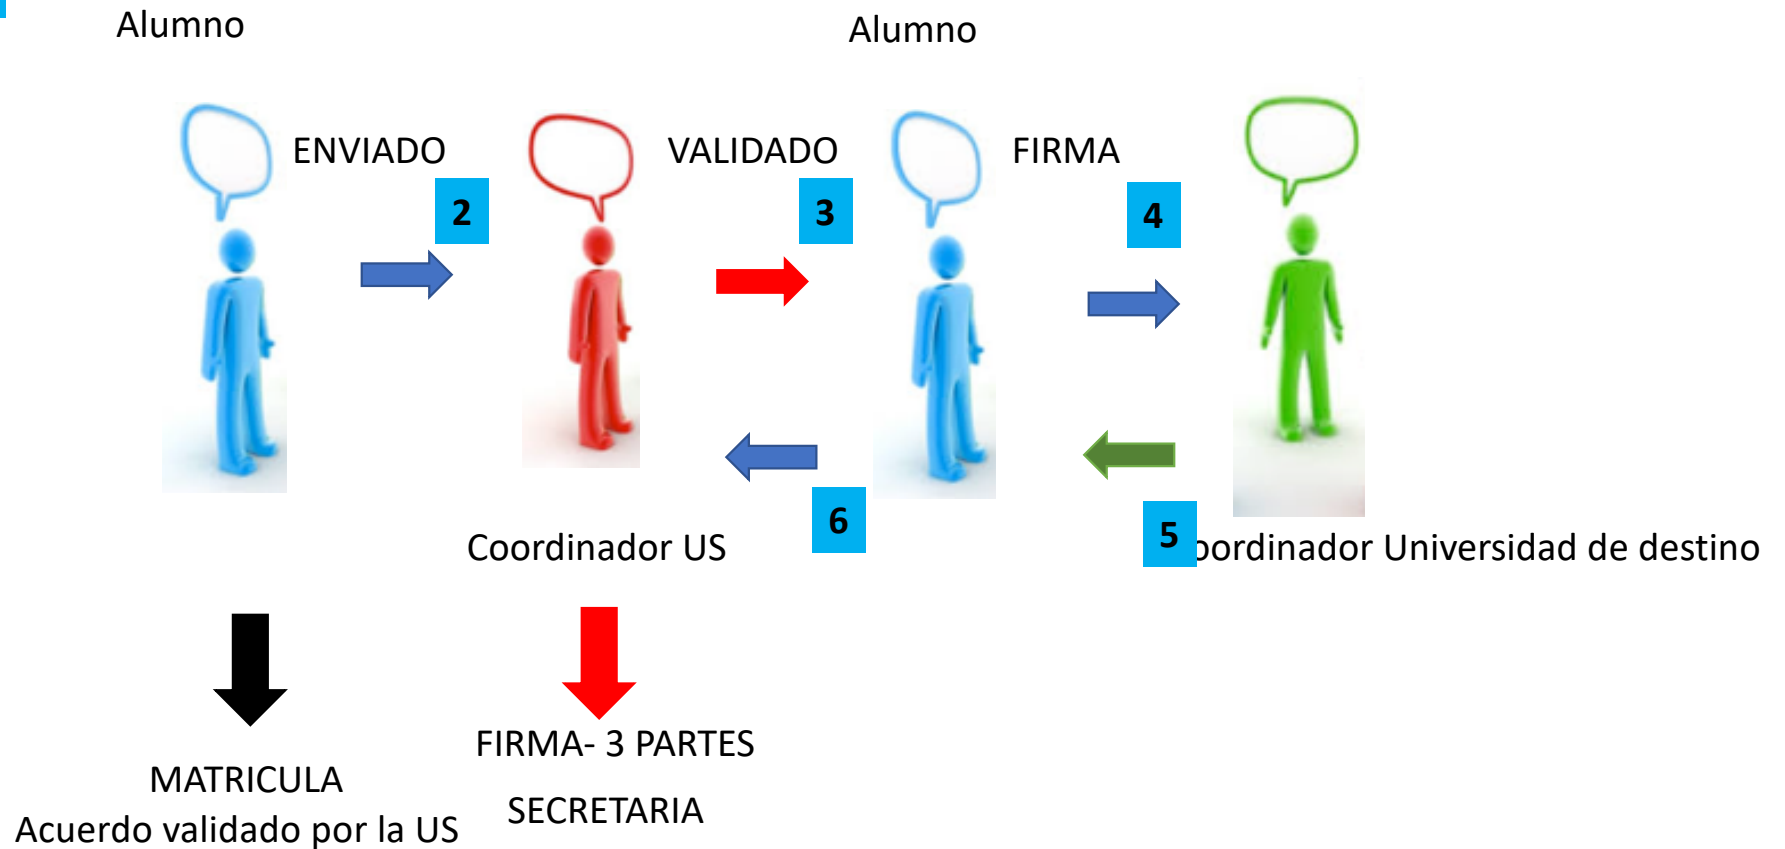 Alumno
Alumno
ENVIADO
VALIDADO
FIRMA
2
3
4
6
5
Coordinador US
oordinador Universidad de destino
FIRMA- 3 PARTES
MATRICULA
SECRETARIA
Acuerdo validado por la US